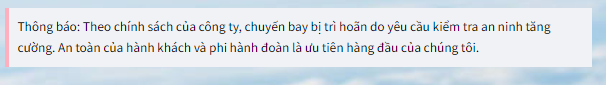 Thông báo: Theo chính sách của công ty, chuyến bay bị trì hoãn do yêu cầu kiểm tra an ninh tăng
cường. An toàn của hành khách và phi hành đoàn là ưu tiên hàng đầu của chúng tôi.